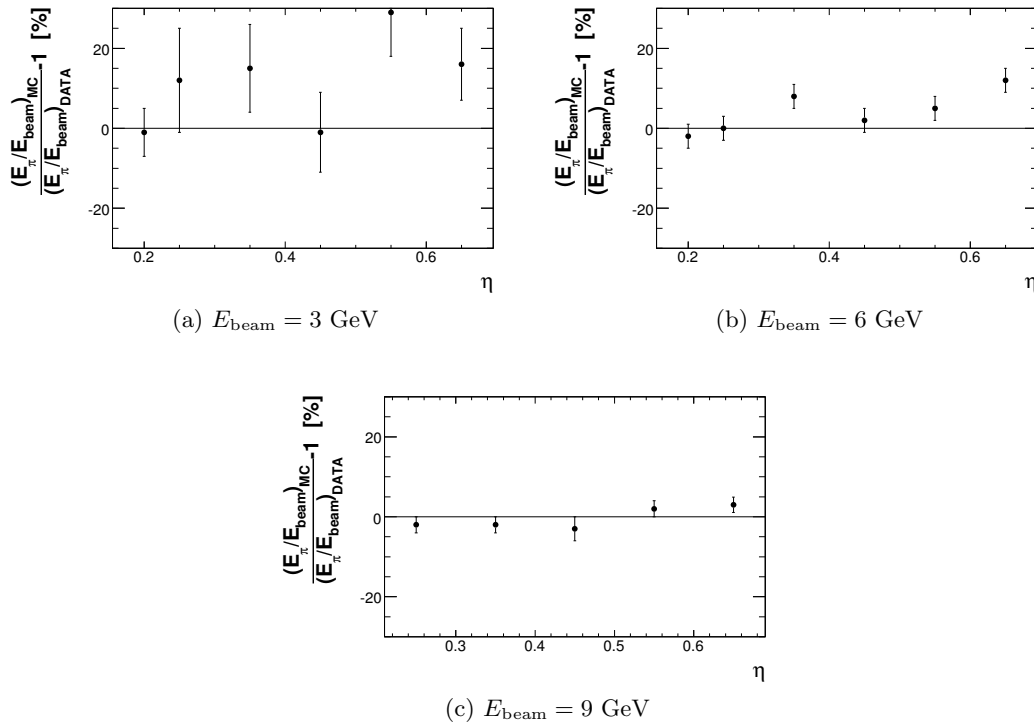 (E_π/E_beam)_MC -1 [%]
(E_π/E_beam)_DATA
20
0
-20
0.2 0.4 0.6
η
(a) E_beam = 3 GeV
(E_π/E_beam)_MC -1 [%]
(E_π/E_beam)_DATA
20
0
-20
0.2 0.4 0.6
η
(b) E_beam = 6 GeV
(E_π/E_beam)_MC -1 [%]
(E_π/E_beam)_DATA
20
0
-20
0.3 0.4 0.5 0.6
η
(c) E_beam = 9 GeV